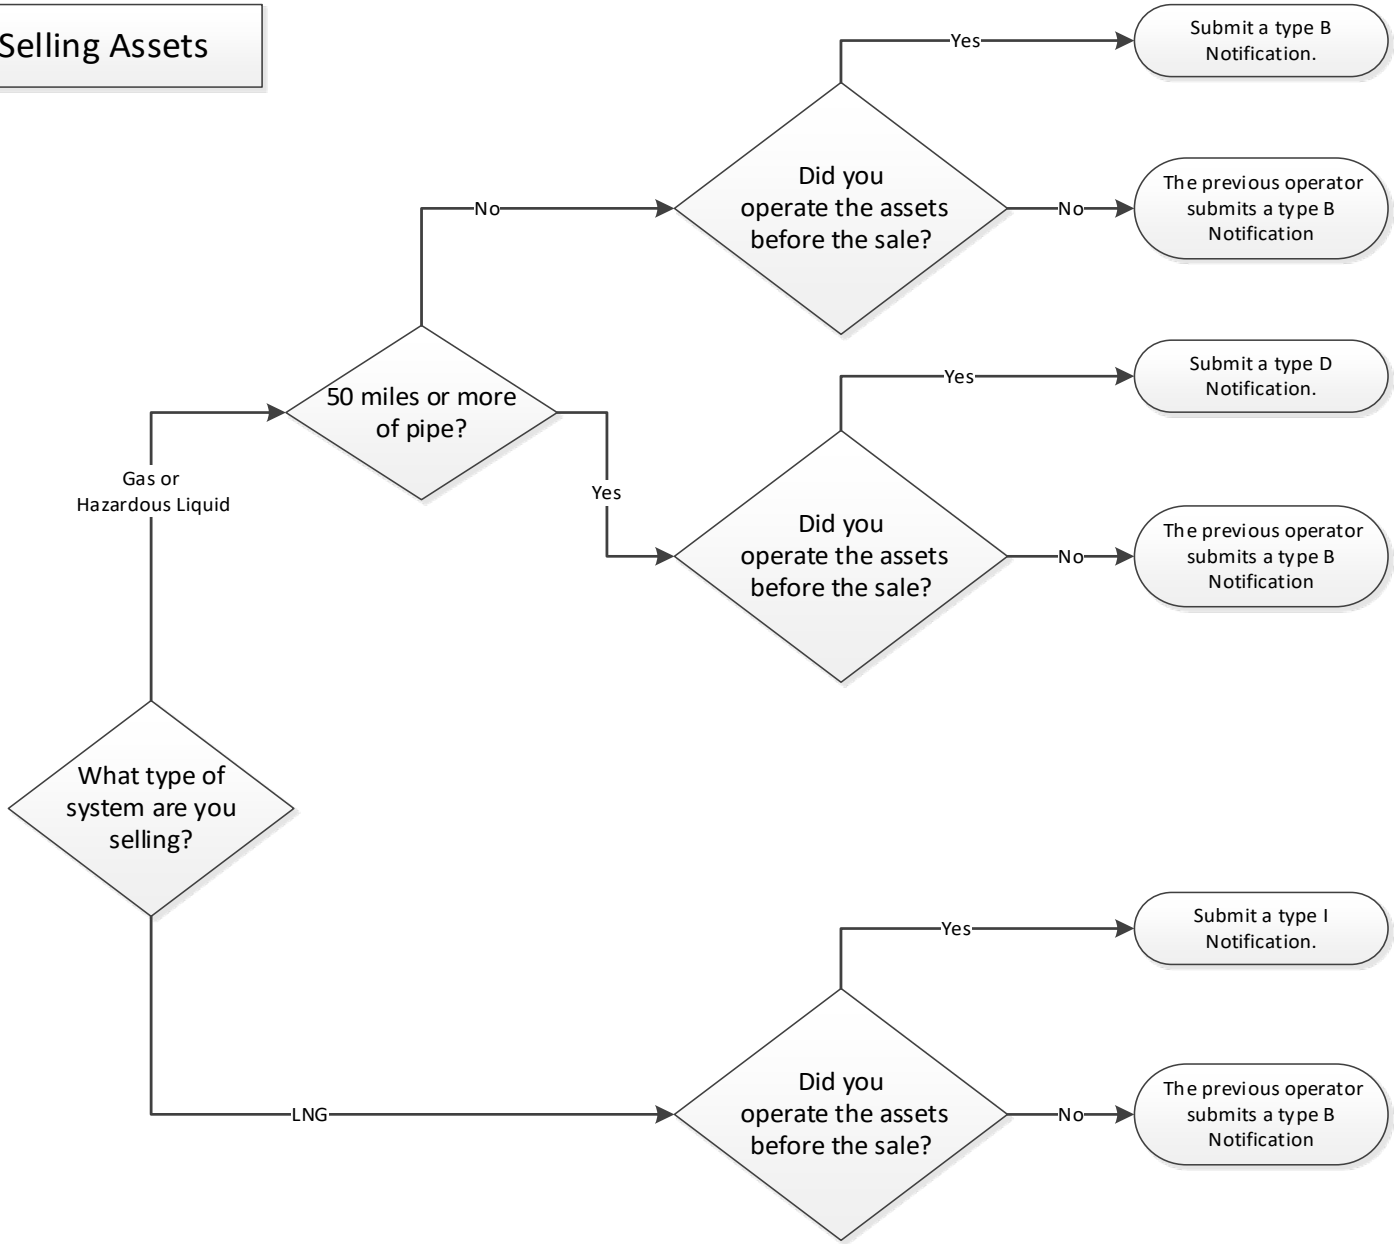 Selling Assets
Yes
Submit a type B
Notification.
Did you
operate the assets
before the sale?
No
No
The previous operator
submits a type B
Notification
50 miles or more
of pipe?
Yes
Submit a type D
Notification.
Gas or
Hazardous Liquid
Yes
Did you
operate the assets
before the sale?
No
The previous operator
submits a type B
Notification
What type of
system are you
selling?
Yes
Submit a type I
Notification.
LNG
Did you
operate the assets
before the sale?
No
The previous operator
submits a type B
Notification